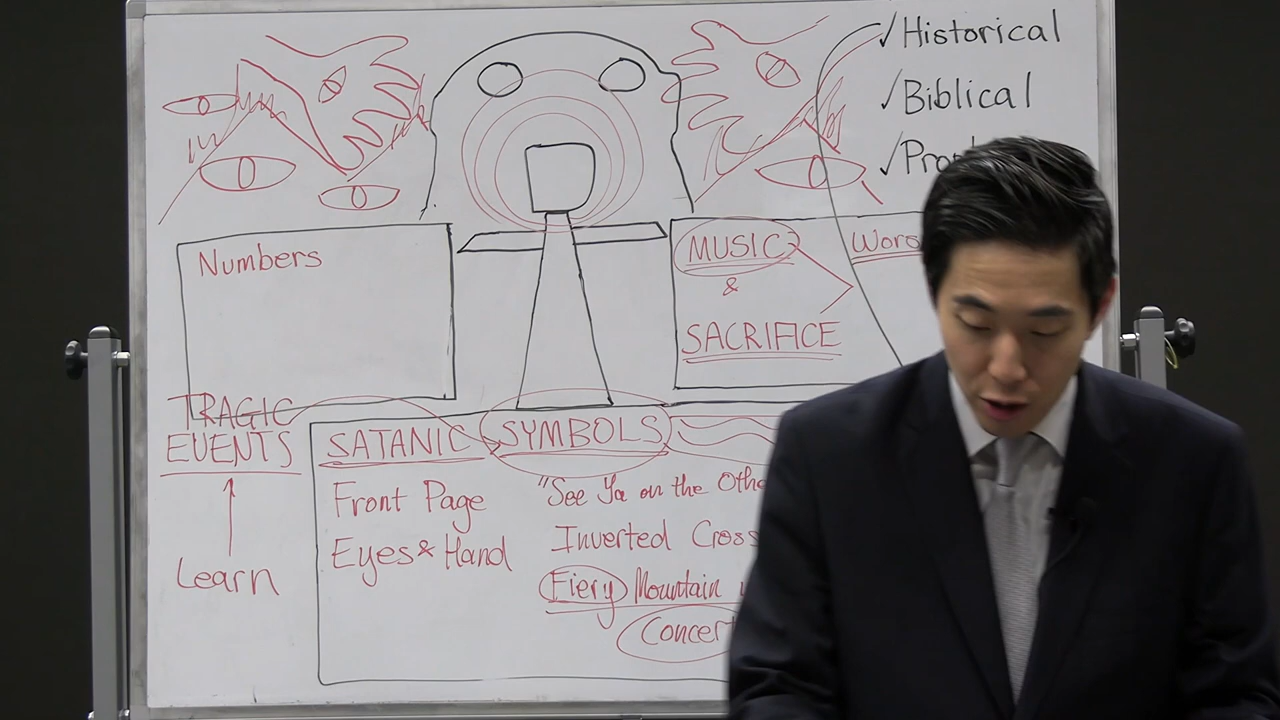 ✓Historical
✓Biblical
Numbers
MUSIC
&
SACRIFICE
TRAGIC
EVENTS
Learn
SATANIC SYMBOLS
Front Page
Eyes & Hand
"See Ya on the
Inverted Cross
Fiery Mountain
Concert